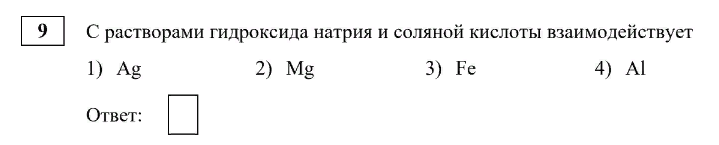 9 С растворами гидроксида натрия и соляной кислоты взаимодействует
1) Ag 2) Mg 3) Fe 4) Al
Ответ: